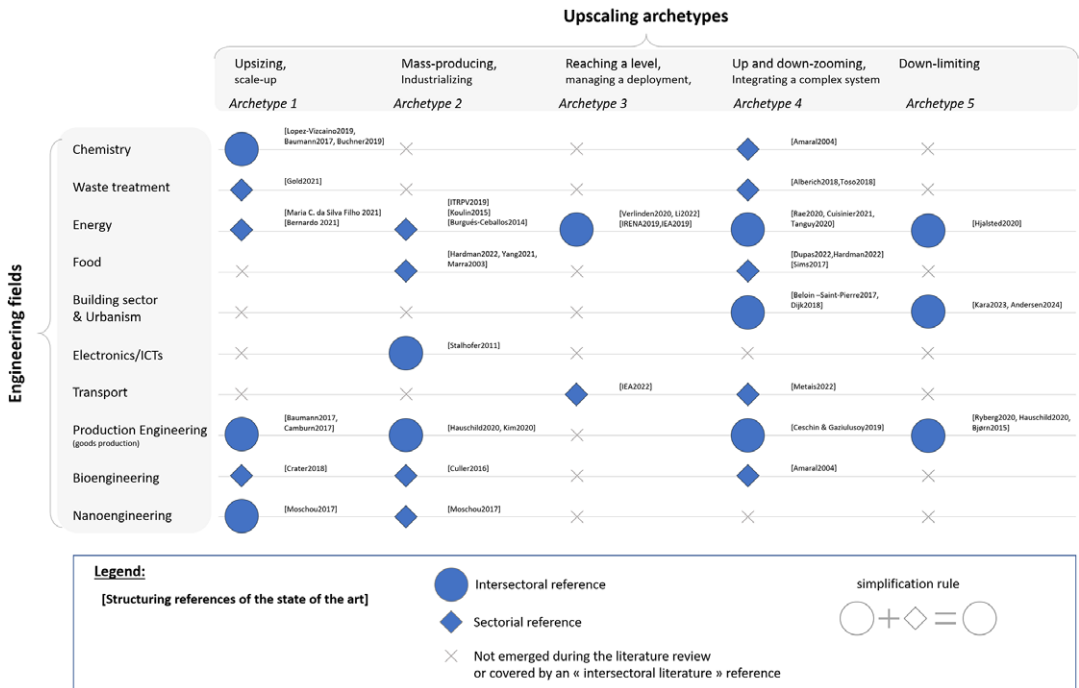 Upscaling archetypes
Upsizing,
scale-up
Archetype 1
Mass-producing,
Industrializing
Archetype 2
Reaching a level,
managing a deployment,
Archetype 3
Up and down-zooming,
Integrating a complex system
Archetype 4
Down-limiting
Archetype 5
Engineering fields
Chemistry
[Lopez-Vizcaino2019,
Baumann2017, Buchner2019]
[Amaral2004]
Waste treatment
[Gold2021]
[Alberich2018,Toso2018]
Energy
[Maria C. da Silva Filho 2021]
[Bernardo 2021]
[ITRPV2019]
[Koulin2015]
[Burgués-Ceballos2014]
[Verlinden2020, Li2022]
[IRENA2019,IEA2019]
[Rae2020, Cuisinier2021,
Tanguy2020]
[Hjalsted2020]
Food
[Hardman2022, Yang2021,
Marra2003]
[Dupas2022,Hardman2022]
[Sims2017]
Building sector
& Urbanism
[Beloin –Saint-Pierre2017,
Dijk2018]
[Kara2023, Andersen2024]
Electronics/ICTs
[Stalhofer2011]
Transport
[IEA2022]
[Metais2022]
Production Engineering
(goods production)
[Baumann2017,
Camburn2017]
[Hauschild2020, Kim2020]
[Ceschin & Gaziulusoy2019]
[Ryberg2020, Hauschild2020,
Bjørn2015]
Bioengineering
[Crater2018]
[Culler2016]
[Amaral2004]
Nanoengineering
[Moschou2017]
[Moschou2017]
Legend:
[Structuring references of the state of the art]
Intersectoral reference
Sectorial reference
Not emerged during the literature review
or covered by an « intersectoral literature » reference
simplification rule